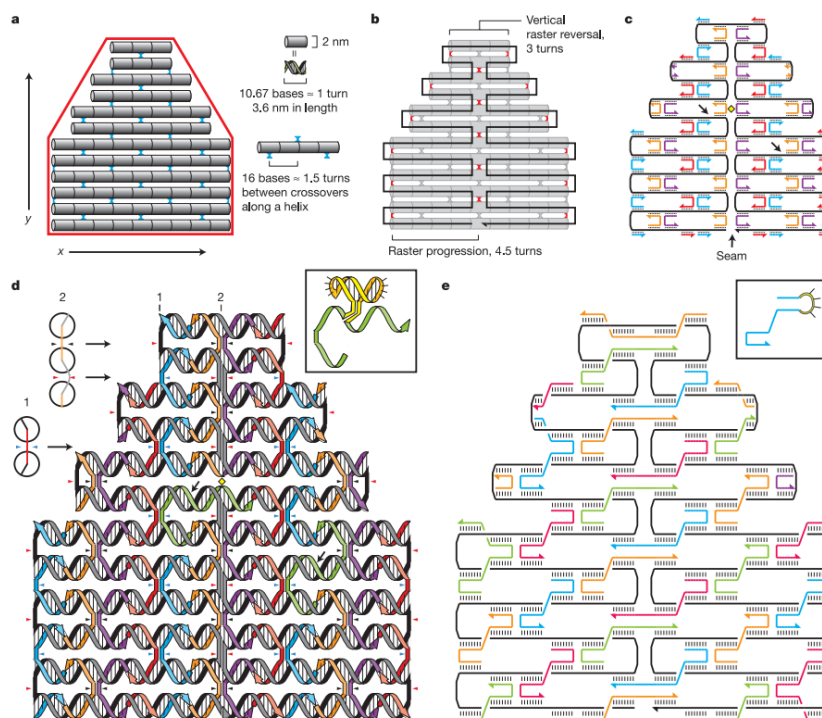 a
2 nm
10.67 bases = 1 turn
3.6 nm in length
16 bases ≈ 1.5 turns
between crossovers
along a helix
y
x
b
Vertical
raster reversal,
3 turns
Raster progression, 4.5 turns
c
Seam
d
2
1
1
2
e